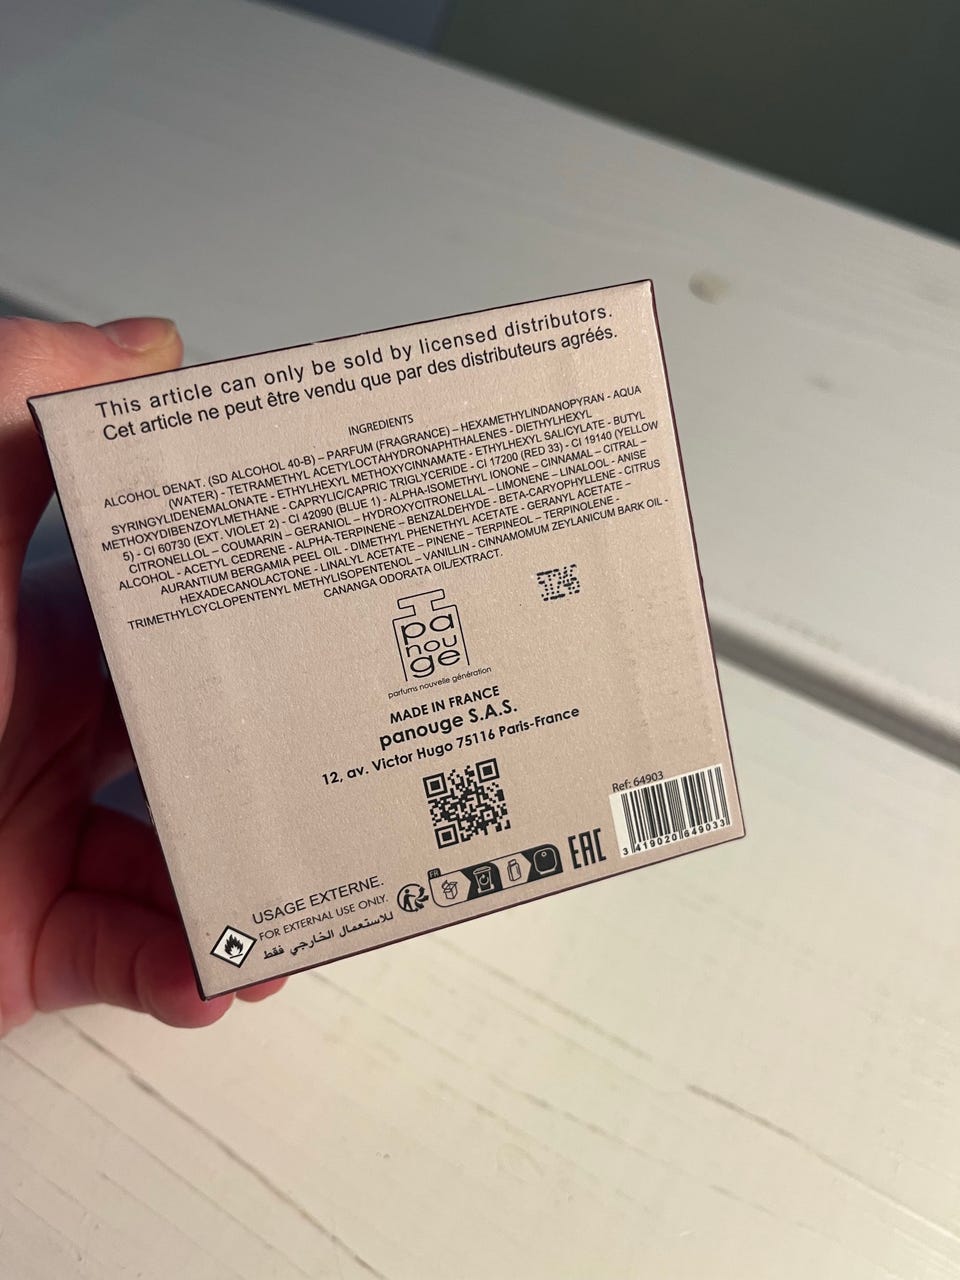 This article can only be sold by licensed distributors.
Cet article ne peut être vendu que par des distributeurs agréés.
INGREDIENTS
ALCOHOL DENAT. (SD ALCOHOL 40-B) – PARFUM (FRAGRANCE) – HEXAMETHYLINDANOPYRAN - AQUA
(WATER) - TETRAMETHYL ACETYLOCTAHYDRONAPHTHALENES - DIETHYLHEXYL
SYRINGYLIDENEMALONATE - ETHYLHEXYL METHOXYCINNAMATE - ETHYLHEXYL SALICYLATE - BUTYL
METHOXYDIBENZOYLMETHANE - CAPRYLIC/CAPRIC TRIGLYCERIDE - CI 17200 (RED 33) - CI 19140 (YELLOW
5) - CI 60730 (EXT. VIOLET 2) - CI 42090 (BLUE 1) - ALPHA-ISOMETHYL IONONE – CINNAMAL – CITRAL –
CITRONELLOL – COUMARIN – GERANIOL – HYDROXYCITRONELLAL – LIMONENE – LINALOOL - ANISE
ALCOHOL - ACETYL CEDRENE - ALPHA-TERPINENE – BENZALDEHYDE - BETA-CARYOPHYLLENE - CITRUS
AURANTIUM BERGAMIA PEEL OIL - DIMETHYL PHENETHYL ACETATE - GERANYL ACETATE –
HEXADECANOLACTONE - LINALYL ACETATE – PINENE – TERPINEOL – TERPINOLENE -
TRIMETHYLCYCLOPENTENYL METHYLISOPENTENOL – VANILLIN - CINNAMOMUM ZEYLANICUM BARK OIL -
CANANGA ODORATA OIL/EXTRACT.
pa
nou
ge
parfums nouvelle génération
MADE IN FRANCE
panouge S.A.S.
12, av. Victor Hugo 75116 Paris-France
Ref: 64903
3 419020 649033
EAC
FR
USAGE EXTERNE.
FOR EXTERNAL USE ONLY.
للاستعمال الخارجي فقط